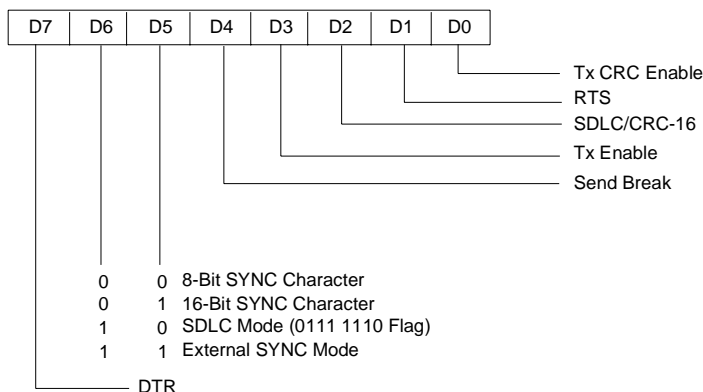 D7 D6 D5 D4 D3 D2 D1 D0
Tx CRC Enable
RTS
SDLC/CRC-16
Tx Enable
Send Break
0 0 8-Bit SYNC Character
0 1 16-Bit SYNC Character
1 0 SDLC Mode (0111 1110 Flag)
1 1 External SYNC Mode
DTR